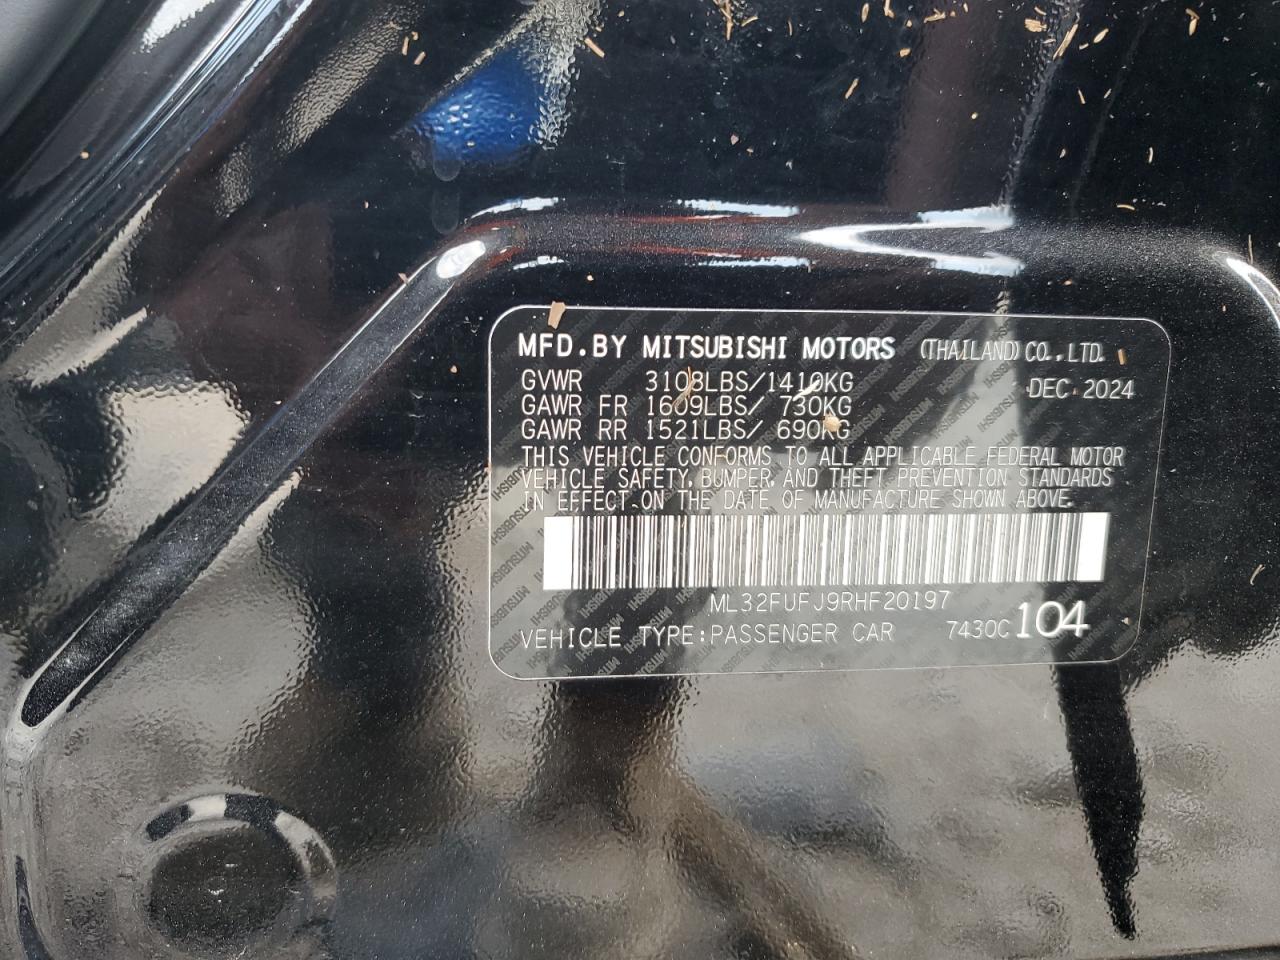 MFD.BY MITSUBISHI MOTORS (THAILAND)CO.,LTD.
GVWR 3108LBS/1410KG DEC 2024
GAWR FR 1609LBS/ 730KG
GAWR RR 1521LBS/ 690KG
THIS VEHICLE CONFORMS TO ALL APPLICABLE FEDERAL MOTOR
VEHICLE SAFETY, BUMPER, AND THEFT PREVENTION STANDARDS
IN EFFECT ON THE DATE OF MANUFACTURE SHOWN ABOVE.
ML32FUFJ9RHF20197
VEHICLE TYPE:PASSENGER CAR 7430C 104